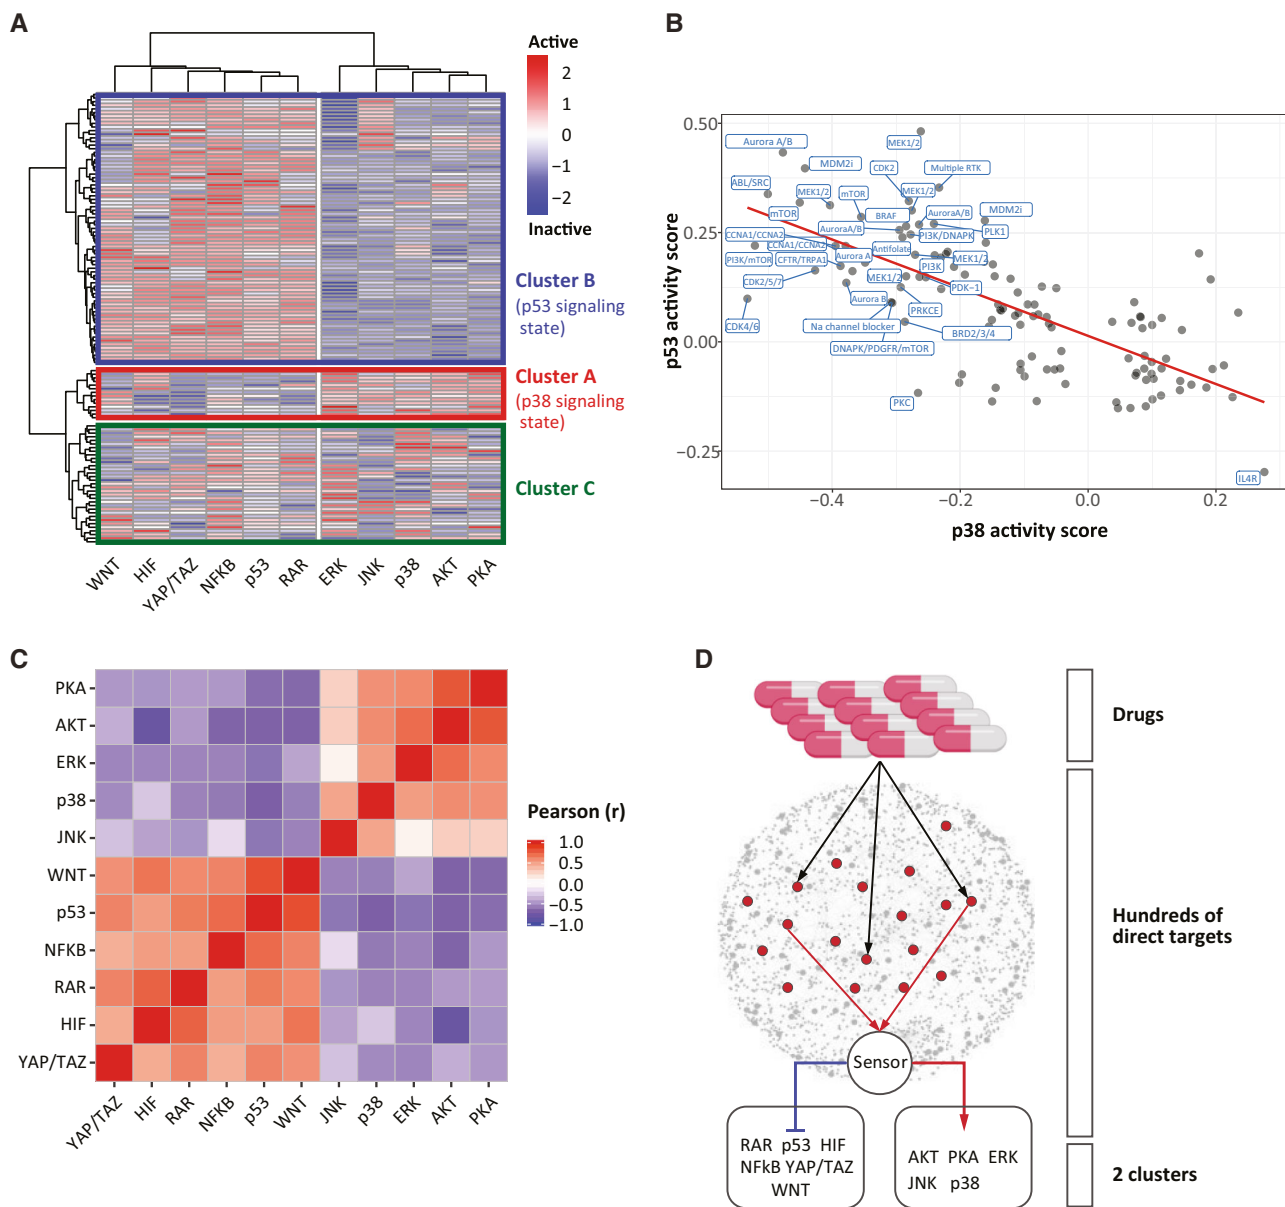 A
Active
2
1
0
−1
−2
Inactive
Cluster B
(p53 signaling
state)
Cluster A
(p38 signaling
state)
Cluster C
WNT
HIF
YAP/TAZ
NFKB
p53
RAR
ERK
JNK
p38
AKT
PKA
B
p53 activity score
0.50
0.25
0.00
−0.25
Aurora A/B
MEK1/2
MDM2i
CDK2
Multiple RTK
ABL/SRC
MEK1/2
mTOR
MEK1/2
mTOR
BRAF
AuroraA/B
MDM2i
CCNA1/CCNA2
AuroraA/B
PI3K/DNAPK
PLK1
CCNA1/CCNA2
Antifolate
PI3K/mTOR
CFTR/TRPA1
Aurora A
PI3K
MEK1/2
CDK2/5/7
MEK1/2
PDK−1
Aurora B
PRKCE
CDK4/6
Na channel blocker
BRD2/3/4
DNAPK/PDGFR/mTOR
PKC
IL4R
−0.4
−0.2
0.0
0.2
p38 activity score
C
PKA
AKT
ERK
p38
JNK
WNT
p53
NFKB
RAR
HIF
YAP/TAZ
YAP/TAZ
HIF
RAR
NFKB
p53
WNT
JNK
p38
ERK
AKT
PKA
Pearson (r)
1.0
0.5
0.0
−0.5
−1.0
D
Drugs
Hundreds of
direct targets
Sensor
RAR p53 HIF
NFkB YAP/TAZ
WNT
AKT PKA ERK
JNK p38
2 clusters